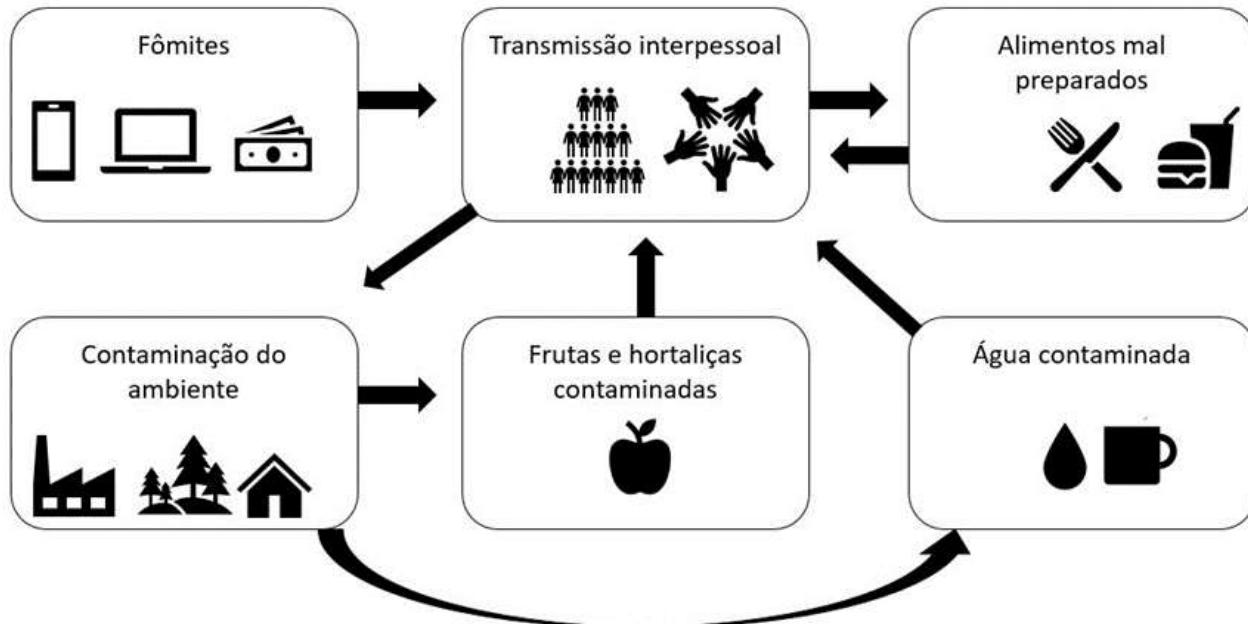 Fômites
Transmissão interpessoal
Alimentos mal
preparados
Contaminação do
ambiente
Frutas e hortaliças
contaminadas
Água contaminada